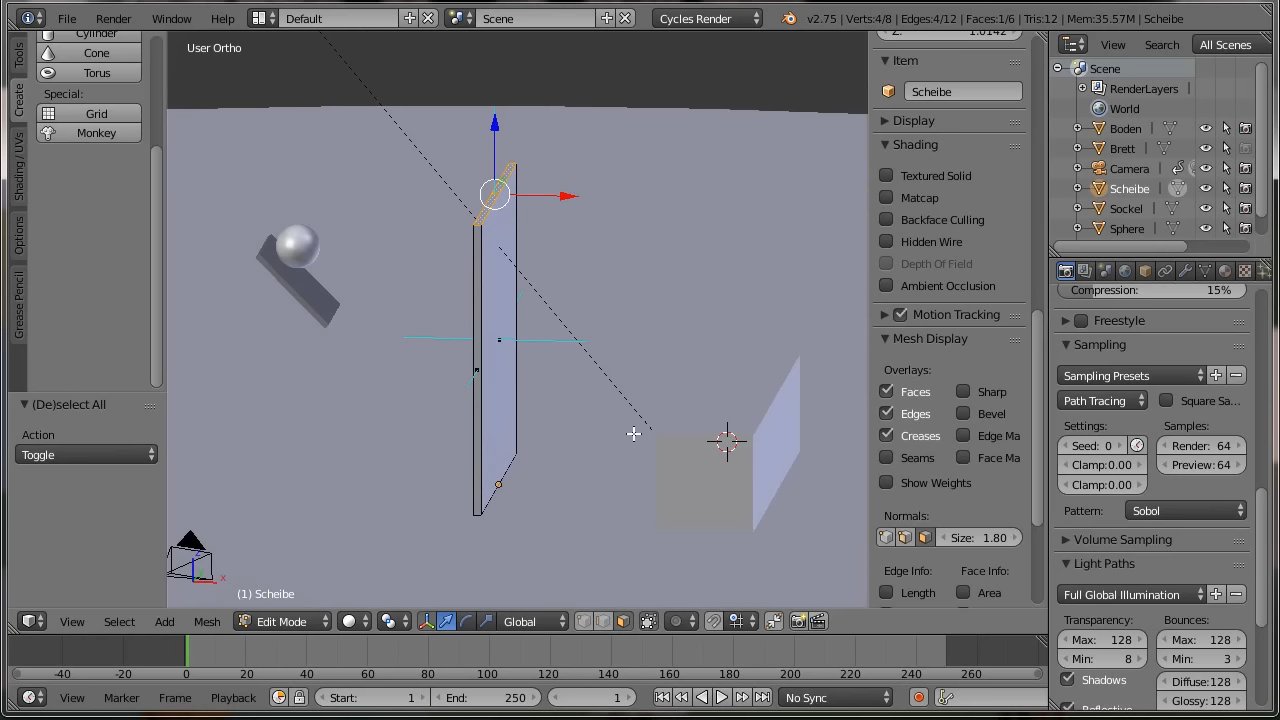 File Render Window Help Default Scene Cycles Render v2.75 | Verts:4/8 | Edges:4/12 | Faces:1/6 | Tris:12 | Mem:35.57M | Scheibe
Tools
Create
Shading / UVs
Options
Grease Pencil
Cylinder
Cone
Torus
Special:
Grid
Monkey
(De)select All
Action
Toggle
User Ortho
(1) Scheibe
x
Item
Scheibe
Display
Shading
Textured Solid
Matcap
Backface Culling
Hidden Wire
Depth Of Field
Ambient Occlusion
Motion Tracking
Mesh Display
Overlays:
Faces Sharp
Edges Bevel
Creases Edge Ma
Seams Face Ma
Show Weights
Normals:
Size: 1.80
Edge Info: Face Info:
Length Area
View Search All Scenes
Scene
RenderLayers
World
Boden
Brett
Camera
Scheibe
Sockel
Sphere
Compression: 15%
Freestyle
Sampling
Sampling Presets
Path Tracing Square Sa...
Settings: Samples:
Seed: 0 Render: 64
Clamp:0.00 Preview: 64
Clamp:0.00
Pattern: Sobol
Volume Sampling
Light Paths
Full Global Illumination
Transparency: Bounces:
Max: 128 Max: 128
Min: 8 Min: 3
Shadows Diffuse:128
Glossy:128
View Select Add Mesh Edit Mode Global
-40 -20 0 20 40 60 80 100 120 140 160 180 200 220 240 260
View Marker Frame Playback Start: 1 End: 250 1 No Sync